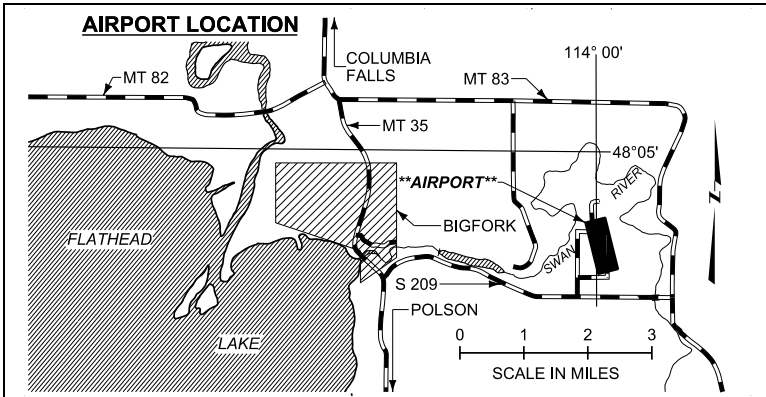 AIRPORT LOCATION
COLUMBIA
FALLS
114° 00'
MT 82
MT 83
MT 35
48°05'
**AIRPORT**
RIVER
N
BIGFORK
FLATHEAD
SWAN
S 209
POLSON
LAKE
0 1 2 3
SCALE IN MILES